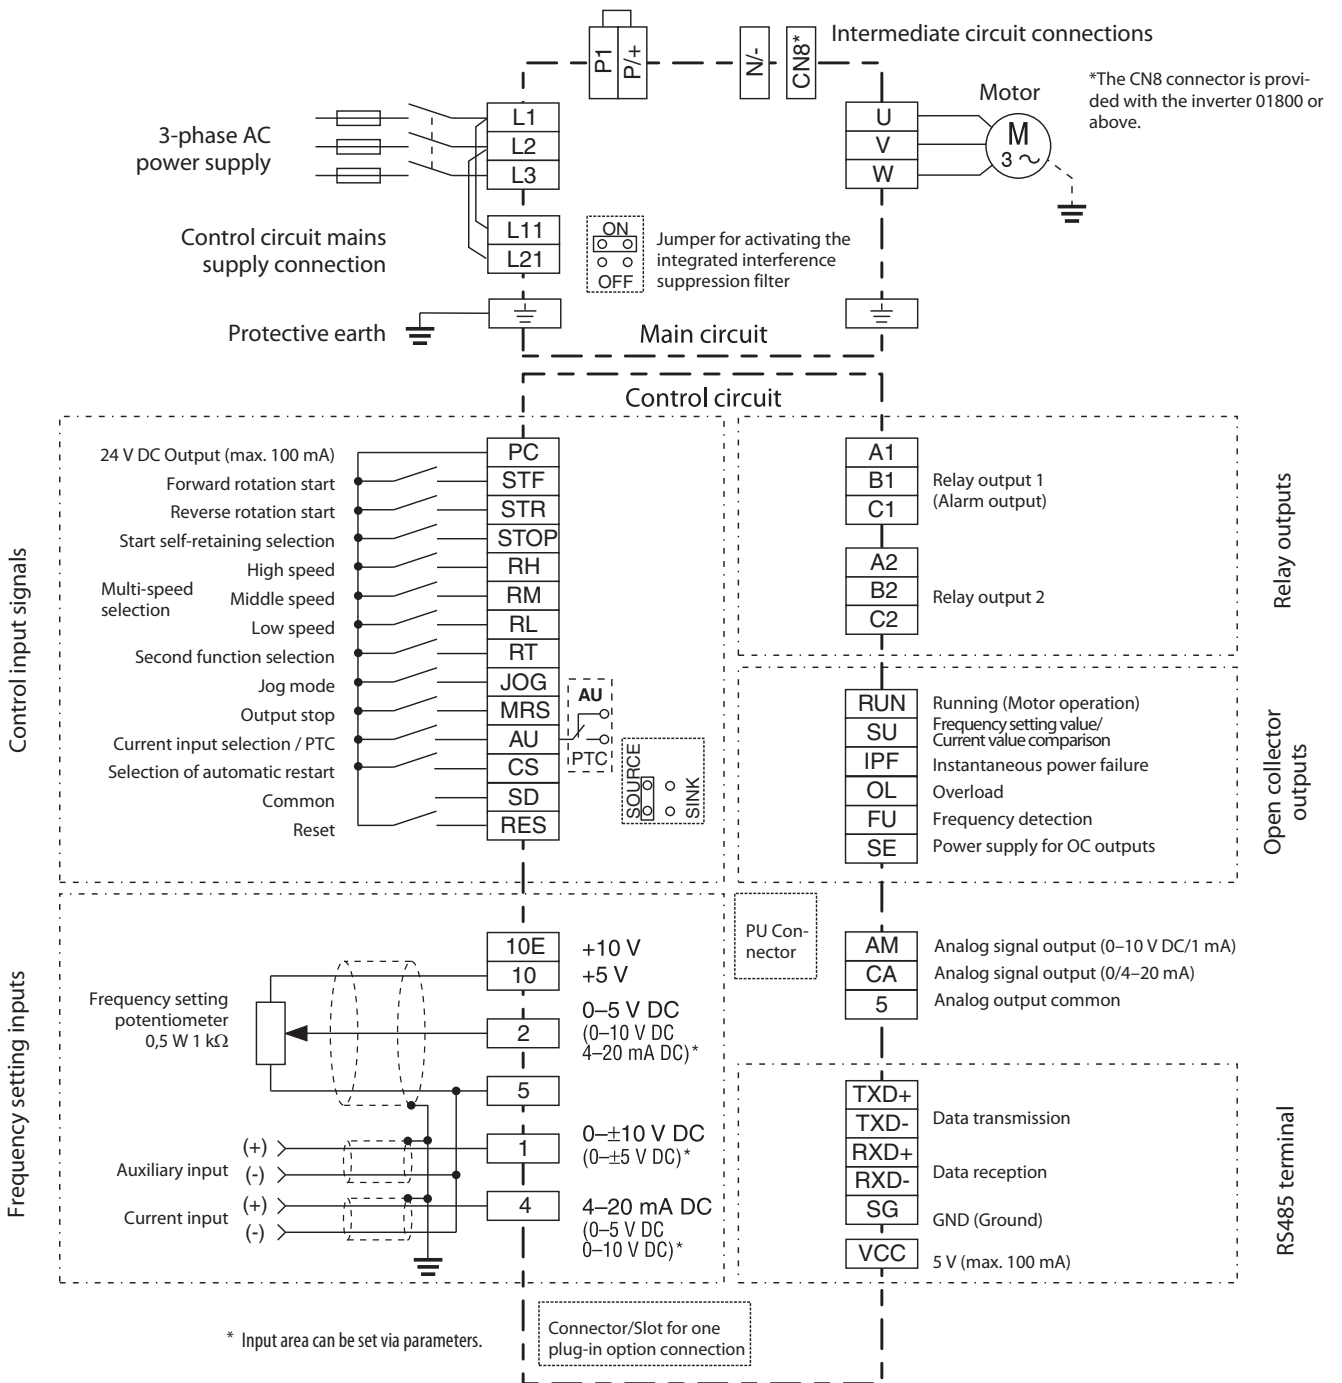 P1
P/+
N/-
CN8*
Intermediate circuit connections
*The CN8 connector is provi-
ded with the inverter 01800 or
above.
3-phase AC
power supply
L1
L2
L3
U
V
W
Motor
M
3 ~
Control circuit mains
supply connection
L11
L21
ON
OFF
Jumper for activating the
integrated interference
suppression filter
Protective earth
Main circuit
Control circuit
Control input signals
24 V DC Output (max. 100 mA)
PC
Forward rotation start
STF
Reverse rotation start
STR
Start self-retaining selection
STOP
Multi-speed
selection
High speed
RH
Middle speed
RM
Low speed
RL
Second function selection
RT
Jog mode
JOG
Output stop
MRS
Current input selection / PTC
AU
Selection of automatic restart
CS
Common
SD
Reset
RES
AU
PTC
SOURCE
SINK
A1
B1
C1
Relay output 1
(Alarm output)
A2
B2
C2
Relay output 2
Relay outputs
RUN
Running (Motor operation)
SU
Frequency setting value/
Current value comparison
IPF
Instantaneous power failure
OL
Overload
FU
Frequency detection
SE
Power supply for OC outputs
Open collector
outputs
Frequency setting inputs
10E
+10 V
10
+5 V
Frequency setting
potentiometer
0,5 W 1 kΩ
2
0–5 V DC
(0–10 V DC
4–20 mA DC)*
5
Auxiliary input
(+)
(-)
1
0–±10 V DC
(0–±5 V DC)*
Current input
(+)
(-)
4
4–20 mA DC
(0–5 V DC
0–10 V DC)*
PU Con-
nector
AM
Analog signal output (0–10 V DC/1 mA)
CA
Analog signal output (0/4–20 mA)
5
Analog output common
TXD+
TXD-
Data transmission
RXD+
RXD-
Data reception
SG
GND (Ground)
VCC
5 V (max. 100 mA)
RS485 terminal
* Input area can be set via parameters.
Connector/Slot for one
plug-in option connection